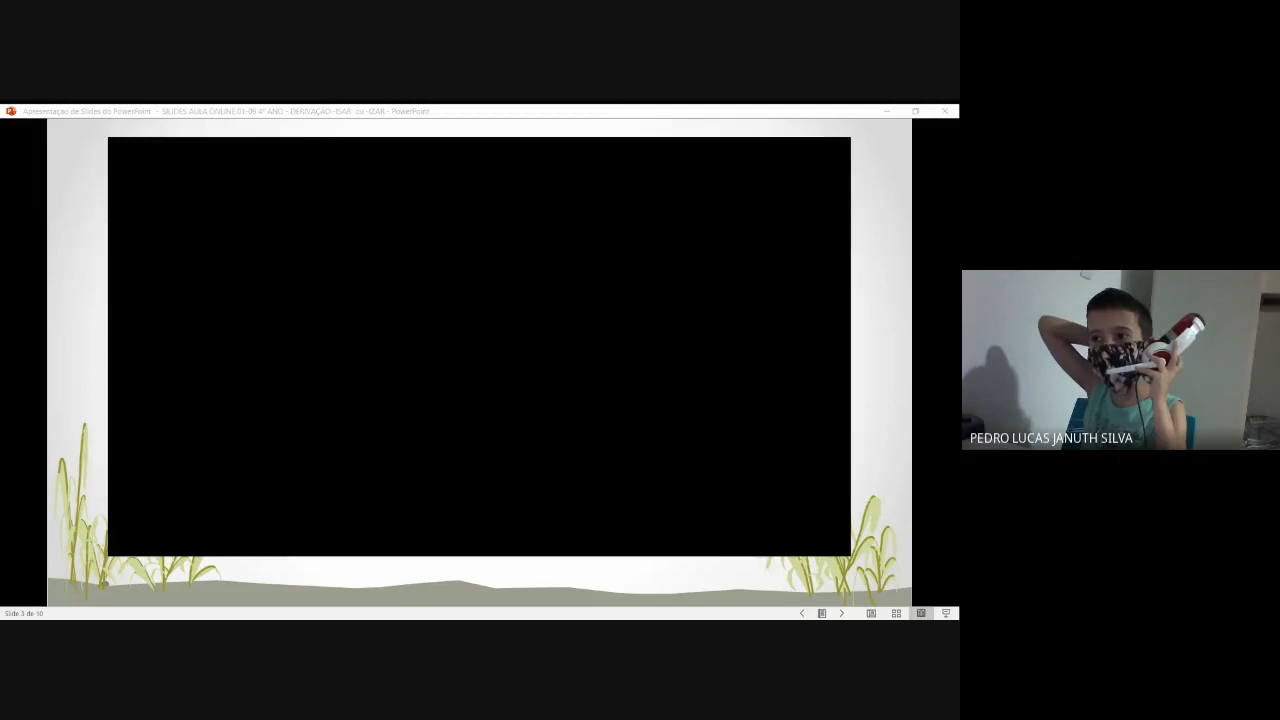 Apresentação de Slides do PowerPoint - SLIDES AULA ONLINE 01-09 4º ANO - DERIVAÇÃO -ISAR ou -IZAR - PowerPoint
PEDRO LUCAS JANUTH SILVA
Slide 3 de 10